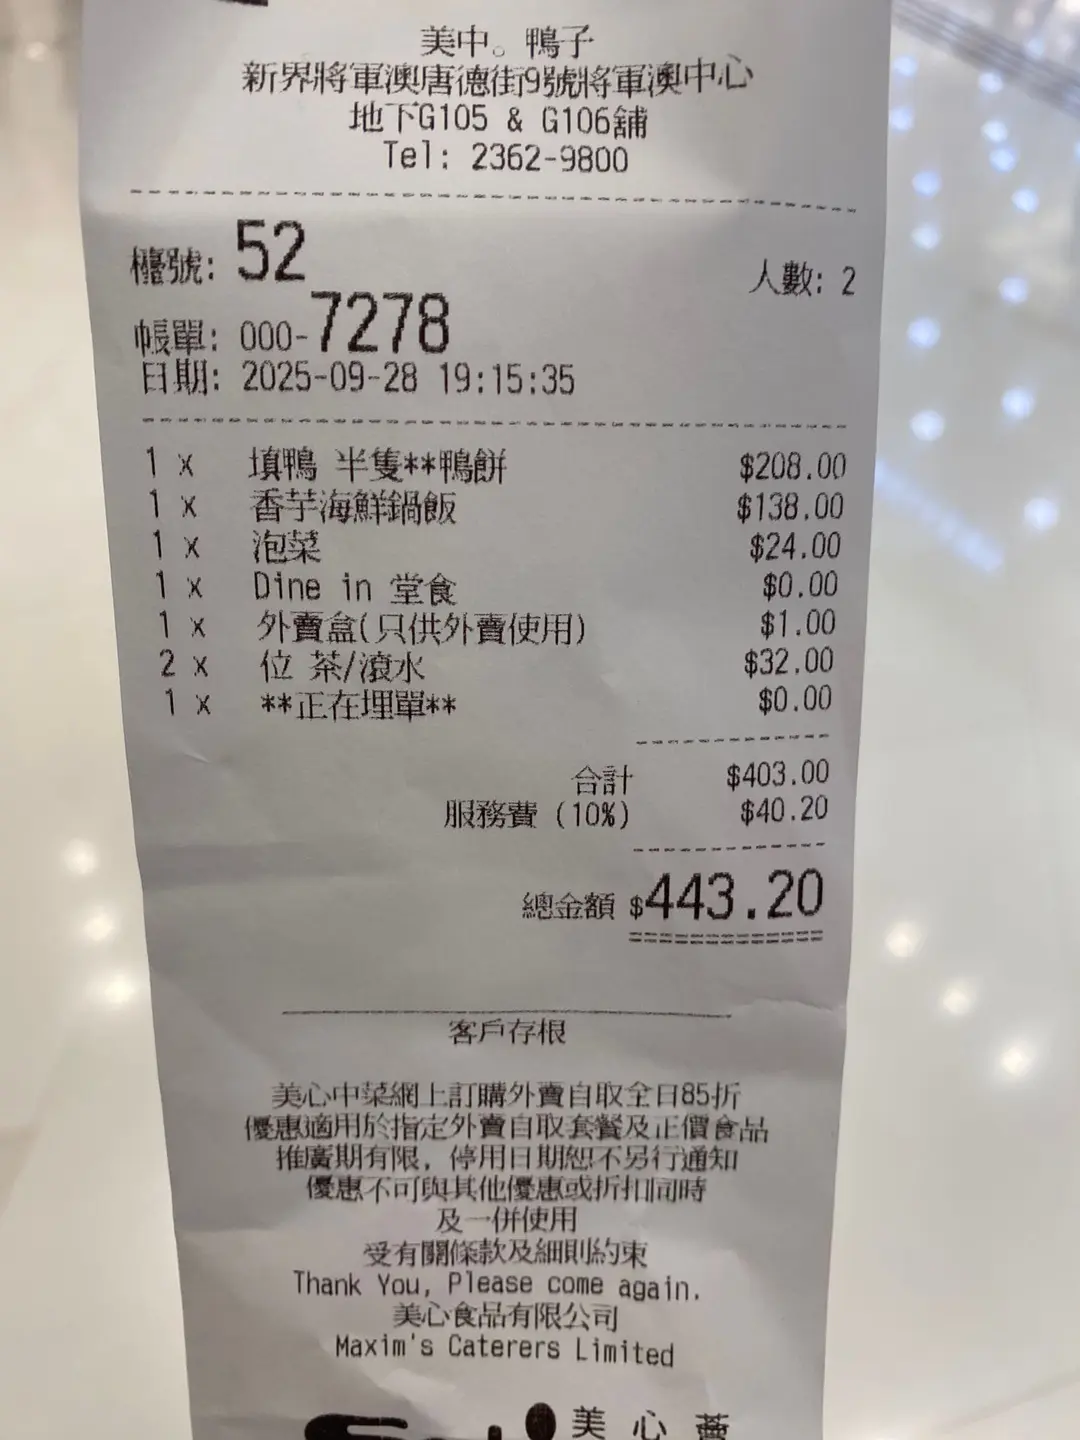 美中。鴨子
新界將軍澳唐德街9號將軍澳中心
地下G105 & G106舖
Tel: 2362-9800
檯號: 52
人數: 2
帳單: 000-7278
日期: 2025-09-28 19:15:35
1 x 填鴨 半隻**鴨餅 $208.00
1 x 香芋海鮮鍋飯 $138.00
1 x 泡菜 $24.00
1 x Dine in 堂食 $0.00
1 x 外賣盒(只供外賣使用) $1.00
2 x 位 茶/滾水 $32.00
1 x **正在埋單** $0.00
合計 $403.00
服務費 (10%) $40.20
總金額 $443.20
客戶存根
美心中菜網上訂購外賣自取全日85折
優惠適用於指定外賣自取套餐及正價食品
推廣期有限, 停用日期恕不另行通知
優惠不可與其他優惠或折扣同時
及一併使用
受有關條款及細則約束
Thank You, Please come again.
美心食品有限公司
Maxim's Caterers Limited
美心薈